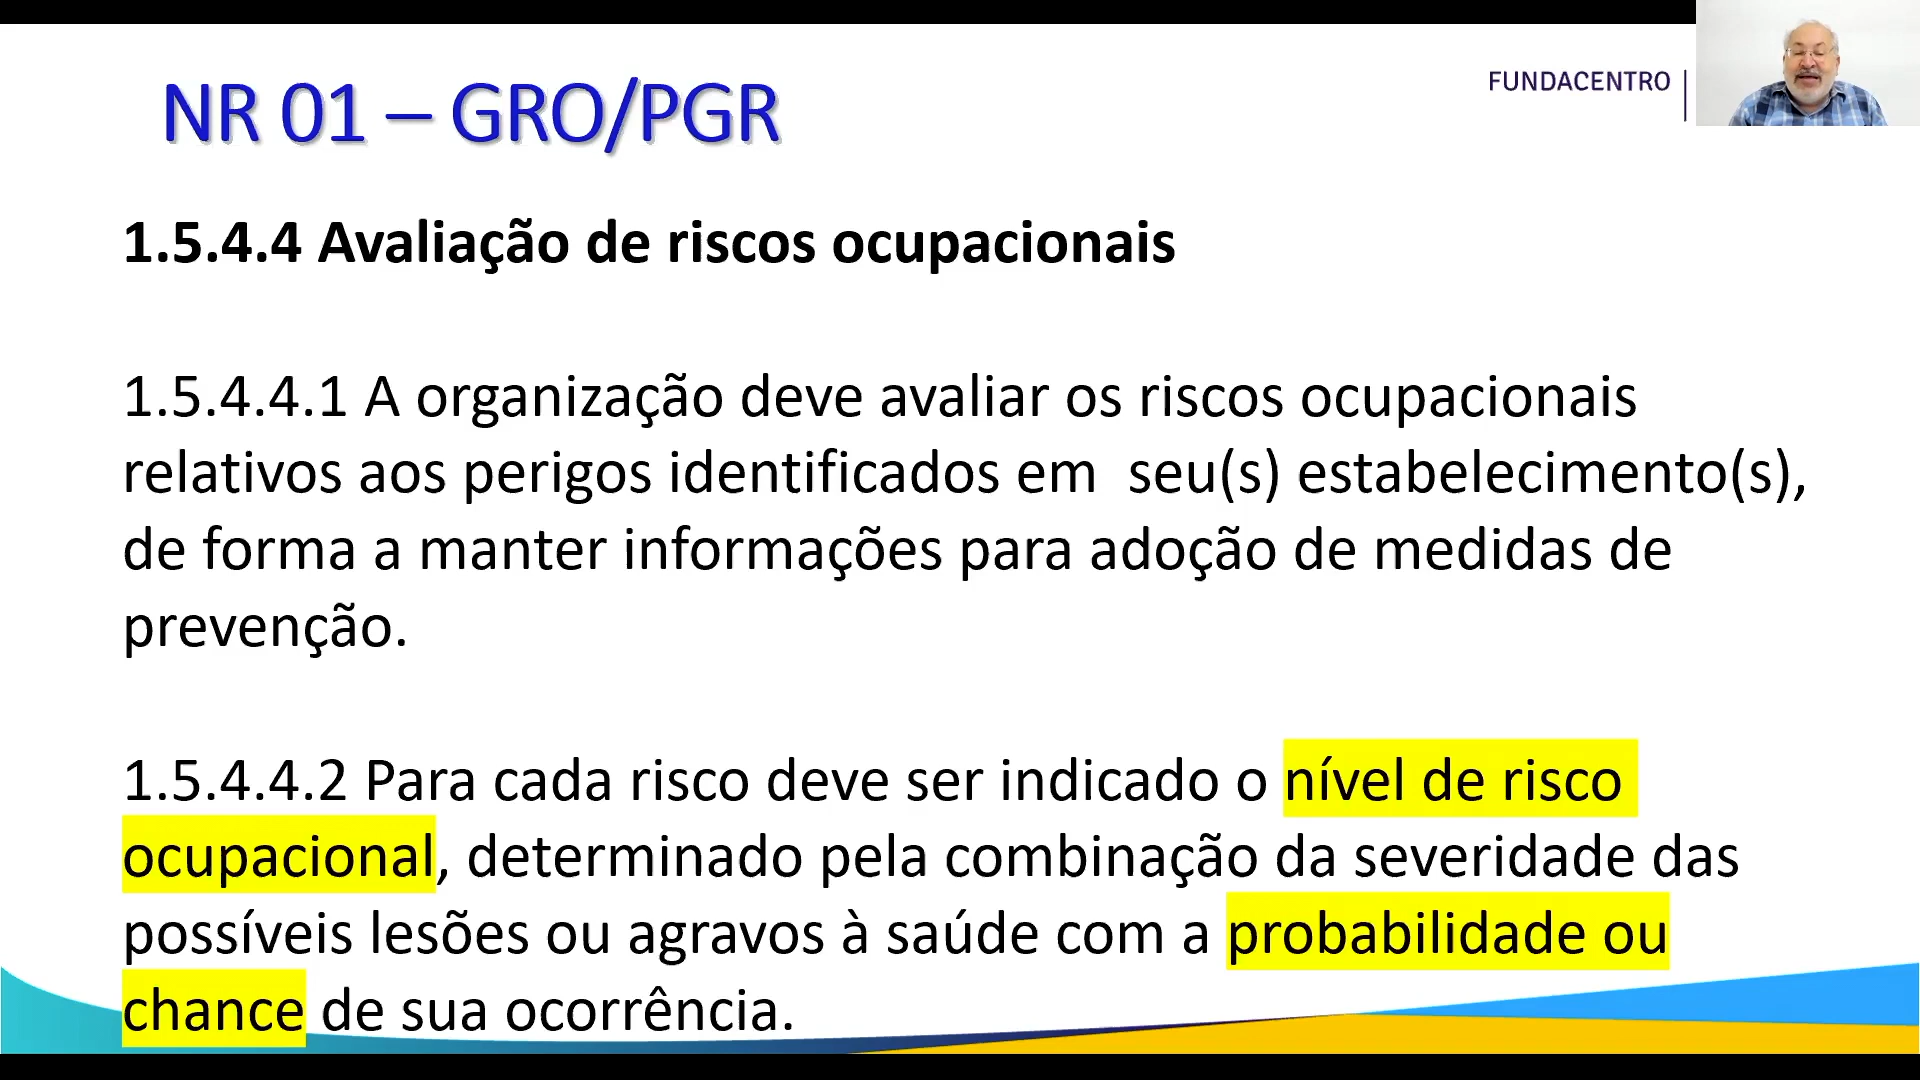 NR 01 – GRO/PGR
FUNDACENTRO
1.5.4.4 Avaliação de riscos ocupacionais
1.5.4.4.1 A organização deve avaliar os riscos ocupacionais
relativos aos perigos identificados em seu(s) estabelecimento(s),
de forma a manter informações para adoção de medidas de
prevenção.
1.5.4.4.2 Para cada risco deve ser indicado o nível de risco
ocupacional, determinado pela combinação da severidade das
possíveis lesões ou agravos à saúde com a probabilidade ou
chance de sua ocorrência.